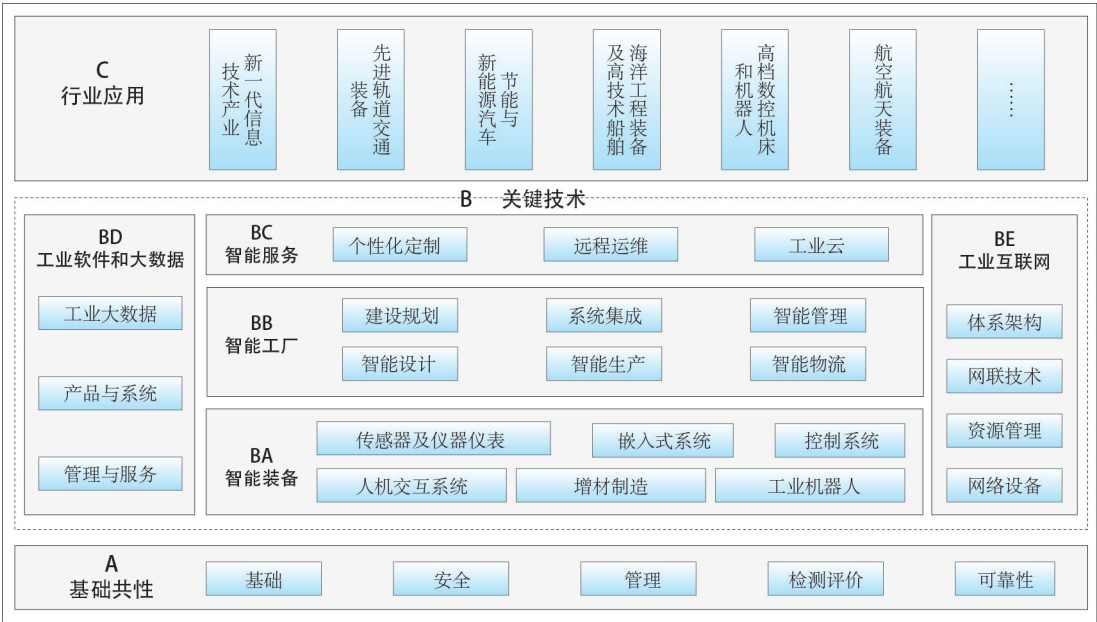 C
行业应用
新一代信息
技术产业
先进轨道交通
装备
节能与
新能源汽车
海洋工程装备
及高技术船舶
高档数控机床
和机器人
航空航天装备
……
B 关键技术
BD
工业软件和大数据
工业大数据
产品与系统
管理与服务
BC
智能服务
个性化定制
远程运维
工业云
BB
智能工厂
建设规划
系统集成
智能管理
智能设计
智能生产
智能物流
BA
智能装备
传感器及仪器仪表
嵌入式系统
控制系统
人机交互系统
增材制造
工业机器人
BE
工业互联网
体系架构
网联技术
资源管理
网络设备
A
基础共性
基础
安全
管理
检测评价
可靠性